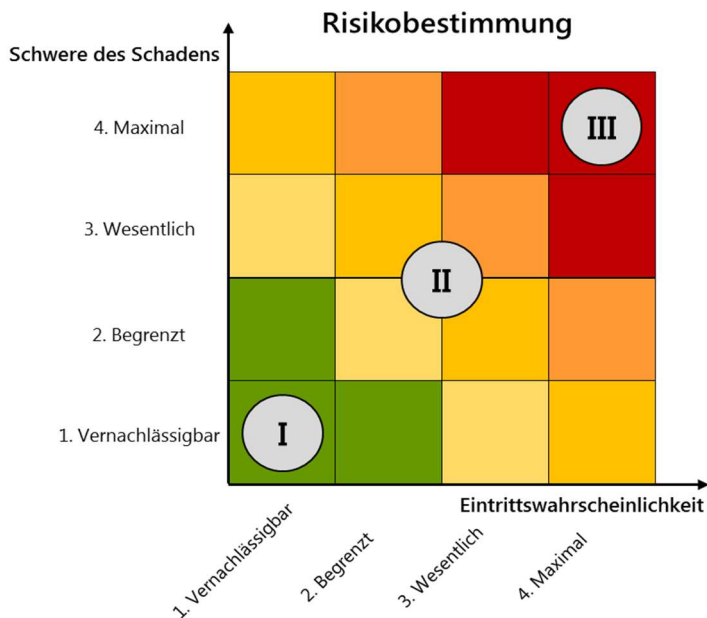 Risikobestimmung
Schwere des Schadens
4. Maximal
III
3. Wesentlich
II
2. Begrenzt
1. Vernachlässigbar
I
Eintrittswahrscheinlichkeit
1. Vernachlässigbar
2. Begrenzt
3. Wesentlich
4. Maximal